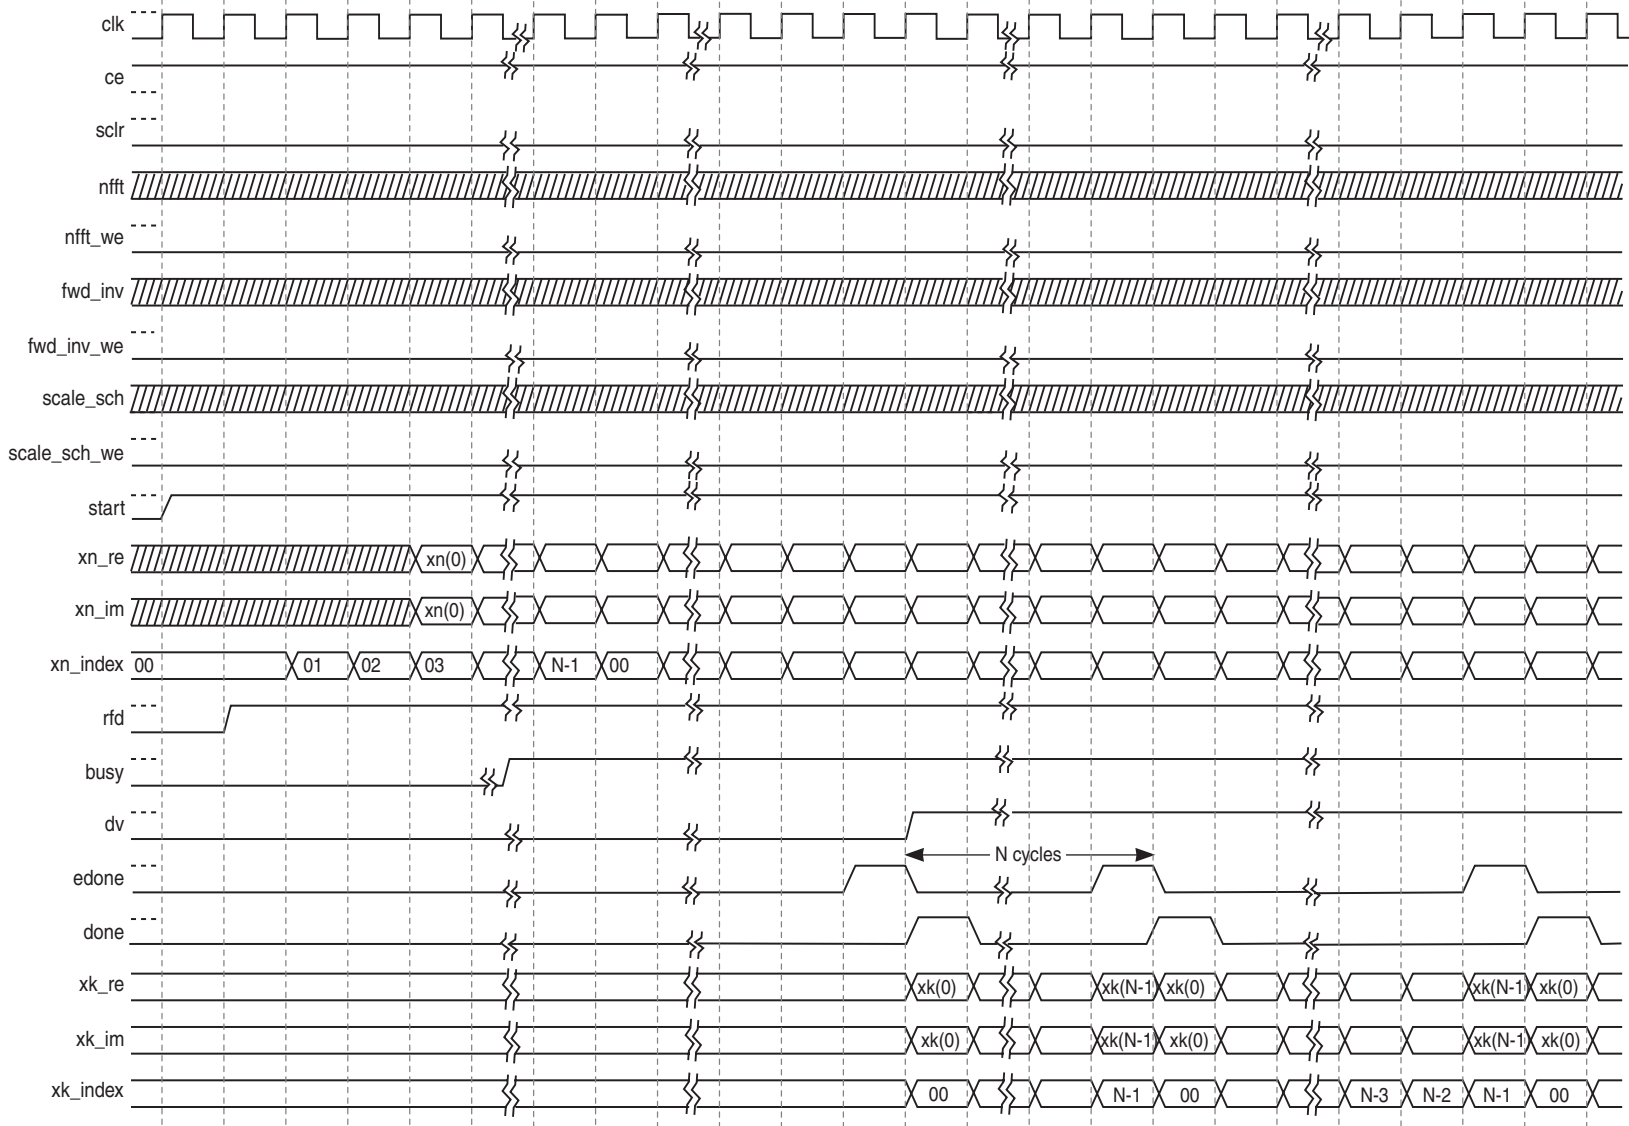 clk
ce
sclr
nfft
nfft_we
fwd_inv
fwd_inv_we
scale_sch
scale_sch_we
start
xn_re xn(0)
xn_im xn(0)
xn_index 00 01 02 03 N-1 00
rfd
busy
dv
N cycles
edone
done
xk_re xk(0) xk(N-1) xk(0) xk(N-1) xk(0)
xk_im xk(0) xk(N-1) xk(0) xk(N-1) xk(0)
xk_index 00 N-1 00 N-3 N-2 N-1 00